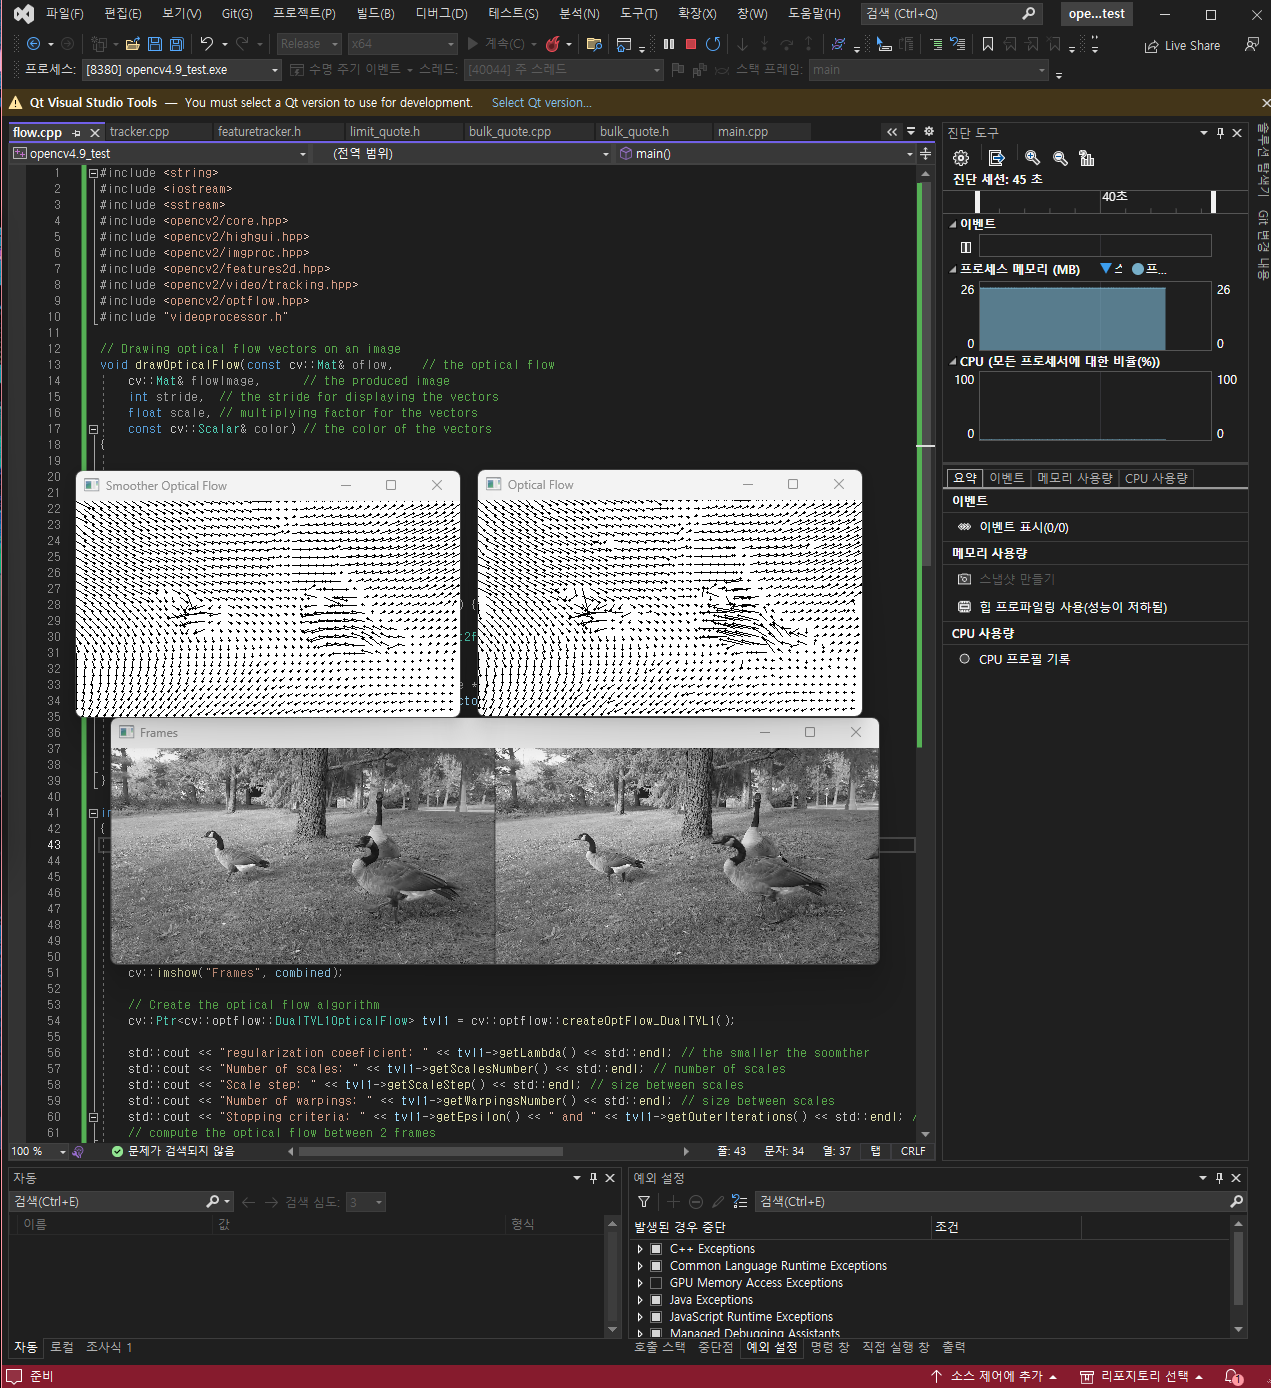 파일(F) 편집(E) 보기(V) Git(G) 프로젝트(P) 빌드(B) 디버그(D) 테스트(S) 분석(N) 도구(T) 확장(X) 창(W) 도움말(H) 검색 (Ctrl+Q) ope...test
Release x64 계속(C) Live Share
프로세스: [8380] opencv4.9_test.exe 수명 주기 이벤트 스레드: [40044] 주 스레드 스택 프레임: main
Qt Visual Studio Tools — You must select a Qt version to use for development. Select Qt version...
flow.cpp tracker.cpp featuretracker.h limit_quote.h bulk_quote.cpp bulk_quote.h main.cpp
opencv4.9_test (전역 범위) main()
1 #include <string>
2 #include <iostream>
3 #include <sstream>
4 #include <opencv2/core.hpp>
5 #include <opencv2/highgui.hpp>
6 #include <opencv2/imgproc.hpp>
7 #include <opencv2/features2d.hpp>
8 #include <opencv2/video/tracking.hpp>
9 #include <opencv2/optflow.hpp>
10 #include "videoprocessor.h"
11
12 // Drawing optical flow vectors on an image
13 void drawOpticalFlow(const cv::Mat& oflow, // the optical flow
14 cv::Mat& flowImage, // the produced image
15 int stride, // the stride for displaying the vectors
16 float scale, // multiplying factor for the vectors
17 const cv::Scalar& color) // the color of the vectors
18 {
19
20
21
22
23
24
25
26
27
28 ) {
29
30 2f
31
32
33 *
34 cto
35
36
37
38
39 }
40
41 in
42 {
43
44
45
46
47
48
49
50
51 cv::imshow("Frames", combined);
52
53 // Create the optical flow algorithm
54 cv::Ptr<cv::optflow::DualTVL1OpticalFlow> tvl1 = cv::optflow::createOptFlow_DualTVL1();
55
56 std::cout << "regularization coeeficient: " << tvl1->getLambda() << std::endl; // the smaller the soomther
57 std::cout << "Number of scales: " << tvl1->getScalesNumber() << std::endl; // number of scales
58 std::cout << "Scale step: " << tvl1->getScaleStep() << std::endl; // size between scales
59 std::cout << "Number of warpings: " << tvl1->getWarpingsNumber() << std::endl; // size between scales
60 std::cout << "Stopping criteria: " << tvl1->getEpsilon() << " and " << tvl1->getOuterIterations() << std::endl; /
61 // compute the optical flow between 2 frames
Smoother Optical Flow
Optical Flow
Frames
100 % 문제가 검색되지 않음 줄: 43 문자: 34 열: 37 탭 CRLF
진단 도구
진단 세션: 45 초
40초
이벤트
프로세스 메모리 (MB) 스 프...
26 26
0 0
CPU (모든 프로세서에 대한 비율(%))
100 100
0 0
요약 이벤트 메모리 사용량 CPU 사용량
이벤트
이벤트 표시(0/0)
메모리 사용량
스냅샷 만들기
힙 프로파일링 사용(성능이 저하됨)
CPU 사용량
CPU 프로필 기록
솔루션 탐색기
Git 변경 내용
자동
검색(Ctrl+E) 검색 심도: 3
이름 값 형식
자동 로컬 조사식 1
예외 설정
검색(Ctrl+E)
발생된 경우 중단 조건
C++ Exceptions
Common Language Runtime Exceptions
GPU Memory Access Exceptions
Java Exceptions
JavaScript Runtime Exceptions
Managed Debugging Assistants
호출 스택 중단점 예외 설정 명령 창 직접 실행 창 출력
준비 소스 제어에 추가 리포지토리 선택 1